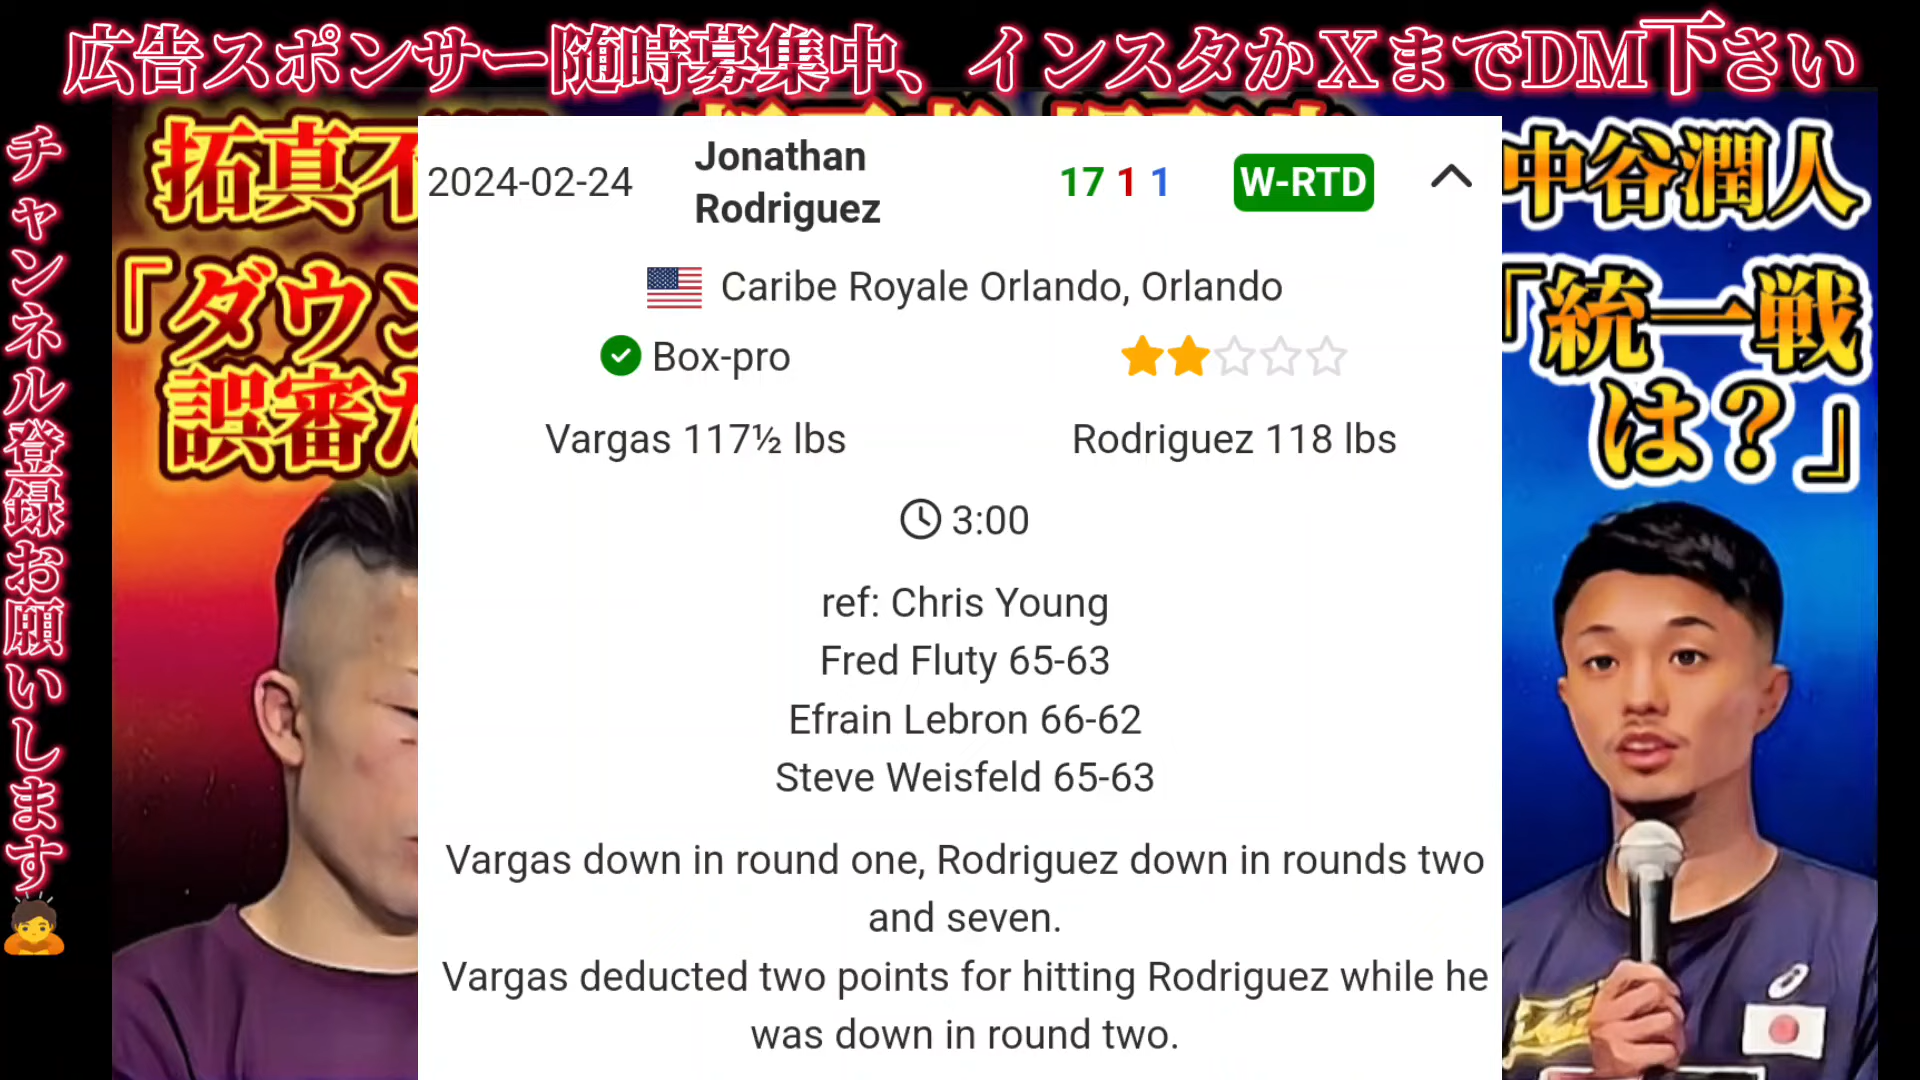 広告スポンサー随時募集中、インスタかXまでDM下さい
チャンネル登録お願いします
拓真不
「ダウン
誤審だ
2024-02-24
Jonathan
Rodriguez
17 1 1
W-RTD
Caribe Royale Orlando, Orlando
Box-pro
Vargas 117½ lbs
Rodriguez 118 lbs
3:00
ref: Chris Young
Fred Fluty 65-63
Efrain Lebron 66-62
Steve Weisfeld 65-63
Vargas down in round one, Rodriguez down in rounds two
and seven.
Vargas deducted two points for hitting Rodriguez while he
was down in round two.
中谷潤人
「統一戦
は？」